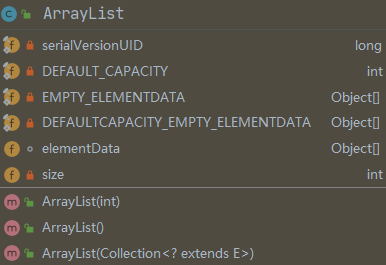 ArrayList
serialVersionUID long
DEFAULT_CAPACITY int
EMPTY_ELEMENTDATA Object[]
DEFAULTCAPACITY_EMPTY_ELEMENTDATA Object[]
elementData Object[]
size int
ArrayList(int)
ArrayList()
ArrayList(Collection<? extends E>)